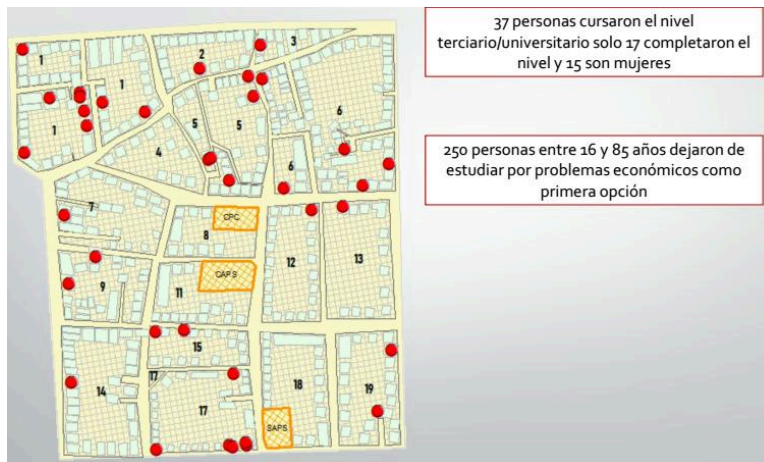 37 personas cursaron el nivel
terciario/universitario solo 17 completaron el
nivel y 15 son mujeres
250 personas entre 16 y 85 años dejaron de
estudiar por problemas económicos como
primera opción
1
2
3
1
1
6
5
5
4
6
7
CPC
8
12
13
CAPS
9
11
15
14
17
17
18
19
SAPS